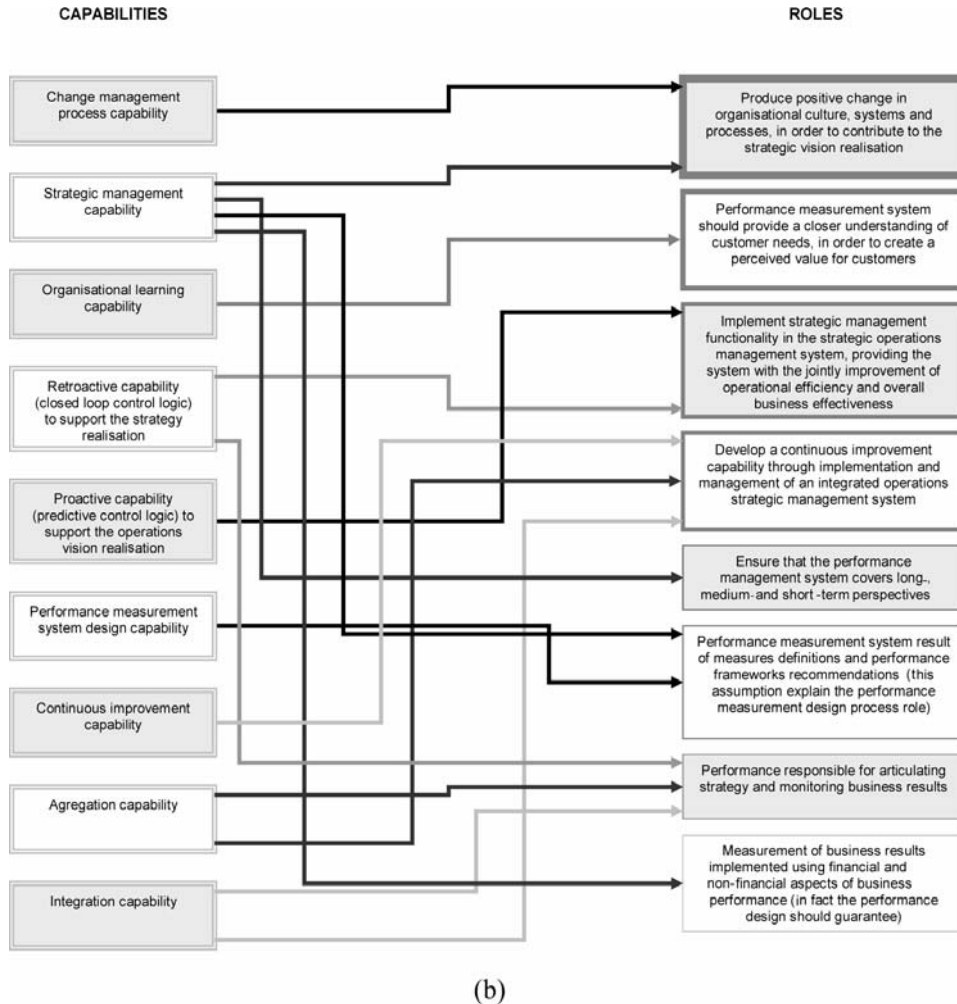 CAPABILITIES
ROLES
Change management
process capability
Strategic management
capability
Organisational learning
capability
Retroactive capability
(closed loop control logic)
to support the strategy
realisation
Proactive capability
(predictive control logic) to
support the operations
vision realisation
Performance measurement
system design capability
Continuous improvement
capability
Agregation capability
Integration capability
Produce positive change in
organisational culture, systems and
processes, in order to contribute to the
strategic vision realisation
Performance measurement system
should provide a closer understanding of
customer needs, in order to create a
perceived value for customers
Implement strategic management
functionality in the strategic operations
management system, providing the
system with the jointly improvement of
operational efficiency and overall
business effectiveness
Develop a continuous improvement
capability through implementation and
management of an integrated operations
strategic management system
Ensure that the performance
management system covers long-,
medium- and short -term perspectives
Performance measurement system result
of measures definitions and performance
frameworks recommendations (this
assumption explain the performance
measurement design process role)
Performance responsible for articulating
strategy and monitoring business results
Measurement of business results
implemented using financial and
non-financial aspects of business
performance (in fact the performance
design should guarantee)
(b)